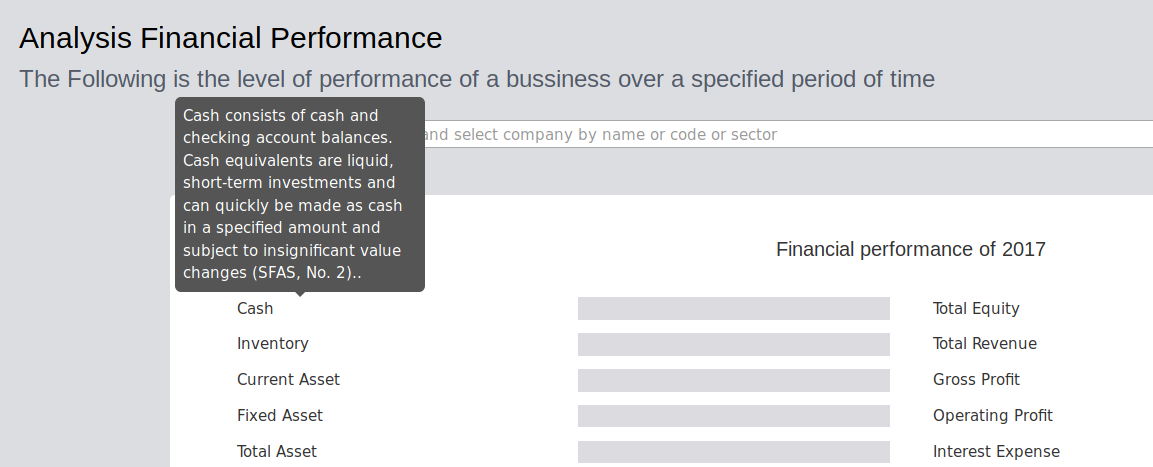 Analysis Financial Performance
The Following is the level of performance of a bussiness over a specified period of time
Cash consists of cash and
checking account balances.
Cash equivalents are liquid,
short-term investments and
can quickly be made as cash
in a specified amount and
subject to insignificant value
changes (SFAS, No. 2)..
and select company by name or code or sector
Financial performance of 2017
Cash
Total Equity
Inventory
Total Revenue
Current Asset
Gross Profit
Fixed Asset
Operating Profit
Total Asset
Interest Expense